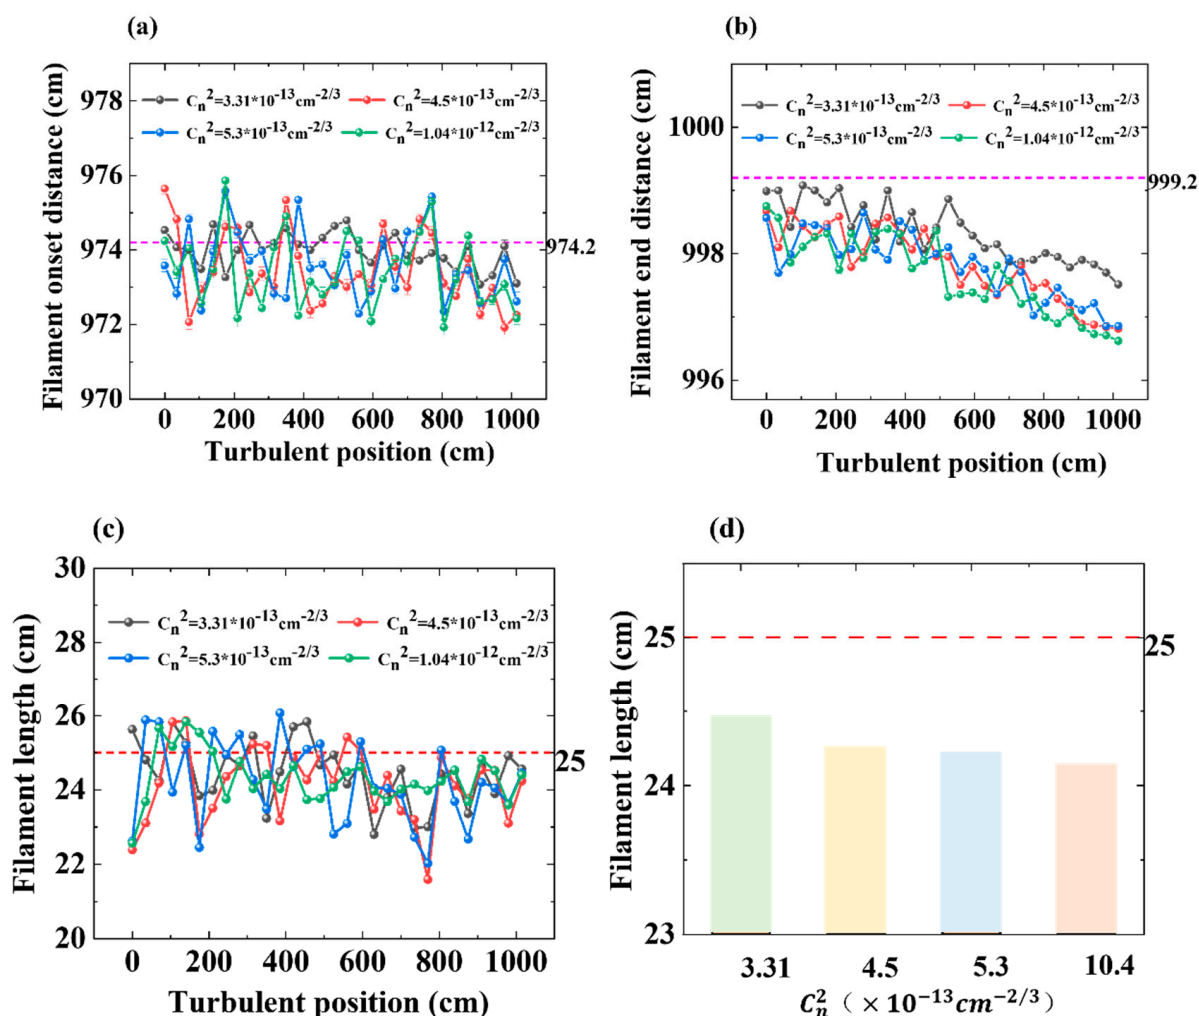 (a)
Filament onset distance (cm)
978
976
974
972
970
Cn²=3.31*10⁻¹³cm⁻²/³ Cn²=4.5*10⁻¹³cm⁻²/³
Cn²=5.3*10⁻¹³cm⁻²/³ Cn²=1.04*10⁻¹²cm⁻²/³
974.2
0 200 400 600 800 1000
Turbulent position (cm)
(b)
Filament end distance (cm)
1000
998
996
Cn²=3.31*10⁻¹³cm⁻²/³ Cn²=4.5*10⁻¹³cm⁻²/³
Cn²=5.3*10⁻¹³cm⁻²/³ Cn²=1.04*10⁻¹²cm⁻²/³
999.2
0 200 400 600 800 1000
Turbulent position (cm)
(c)
Filament length (cm)
30
28
26
24
22
20
Cn²=3.31*10⁻¹³cm⁻²/³ Cn²=4.5*10⁻¹³cm⁻²/³
Cn²=5.3*10⁻¹³cm⁻²/³ Cn²=1.04*10⁻¹²cm⁻²/³
25
0 200 400 600 800 1000
Turbulent position (cm)
(d)
Filament length (cm)
25
24
23
25
3.31 4.5 5.3 10.4
Cn² (×10⁻¹³cm⁻²/³)